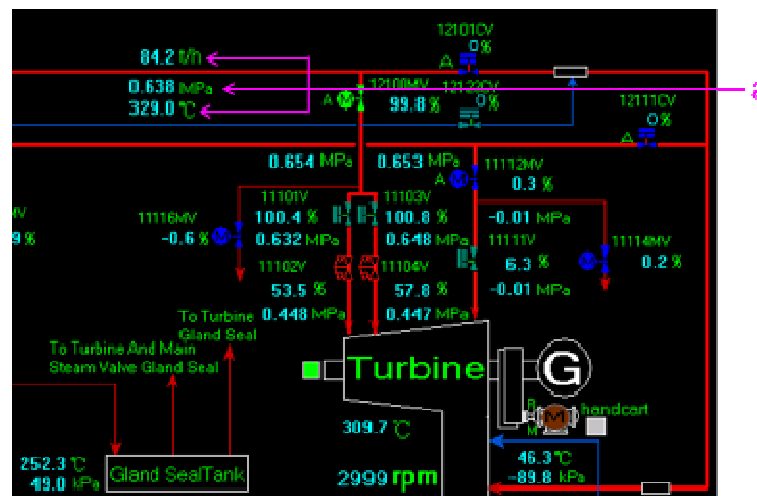 12101CV
0%
84.2 t/h
A
0.638 MPa
12100MV
12122CV
0%
329.0 ℃
A M
99.8 %
12111CV
0%
A
0.654 MPa
0.653 MPa
11112MV
A M
0.3 %
11101V
11103V
11116MV
100.4 %
100.8 %
-0.01 MPa
-0.6 % M
0.632 MPa
0.648 MPa
11111V
11114MV
9 %
11102V
11104V
6.3 %
M
0.2 %
53.5 %
57.8 %
-0.01 MPa
To Turbine
Gland Seal
0.448 MPa
0.447 MPa
To Turbine And Main
Steam Valve Gland Seal
Turbine
G
R
M
M
handcart
309.7 ℃
252.3 ℃
49.0 kPa
Gland SealTank
2999 rpm
46.3℃
-89.8 kPa